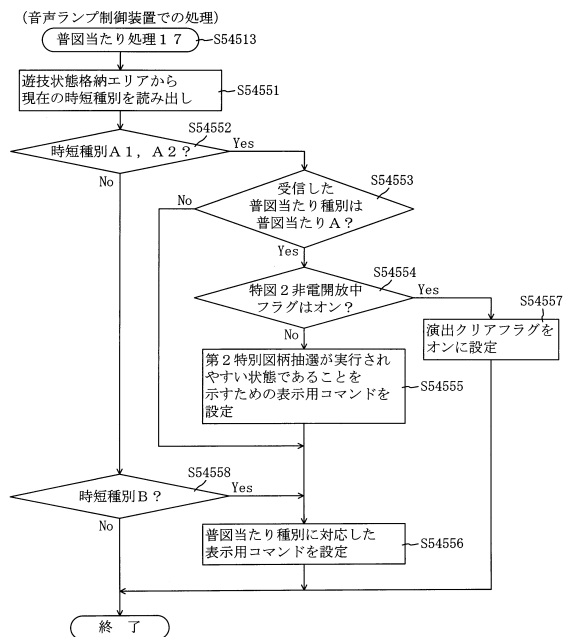 (音声ランプ制御装置での処理)
普図当たり処理17
S54513
遊技状態格納エリアから
現在の時短種別を読み出し
S54551
S54552
時短種別A1,A2?
Yes
No
S54553
受信した
普図当たり種別は
普図当たりA?
No
Yes
S54554
特図2非電開放中
フラグはオン?
Yes
No
S54557
演出クリアフラグを
オンに設定
第2特別図柄抽選が実行され
やすい状態であることを
示すための表示用コマンドを
設定
S54555
S54558
時短種別B?
Yes
No
普図当たり種別に対応した
表示用コマンドを設定
S54556
終 了